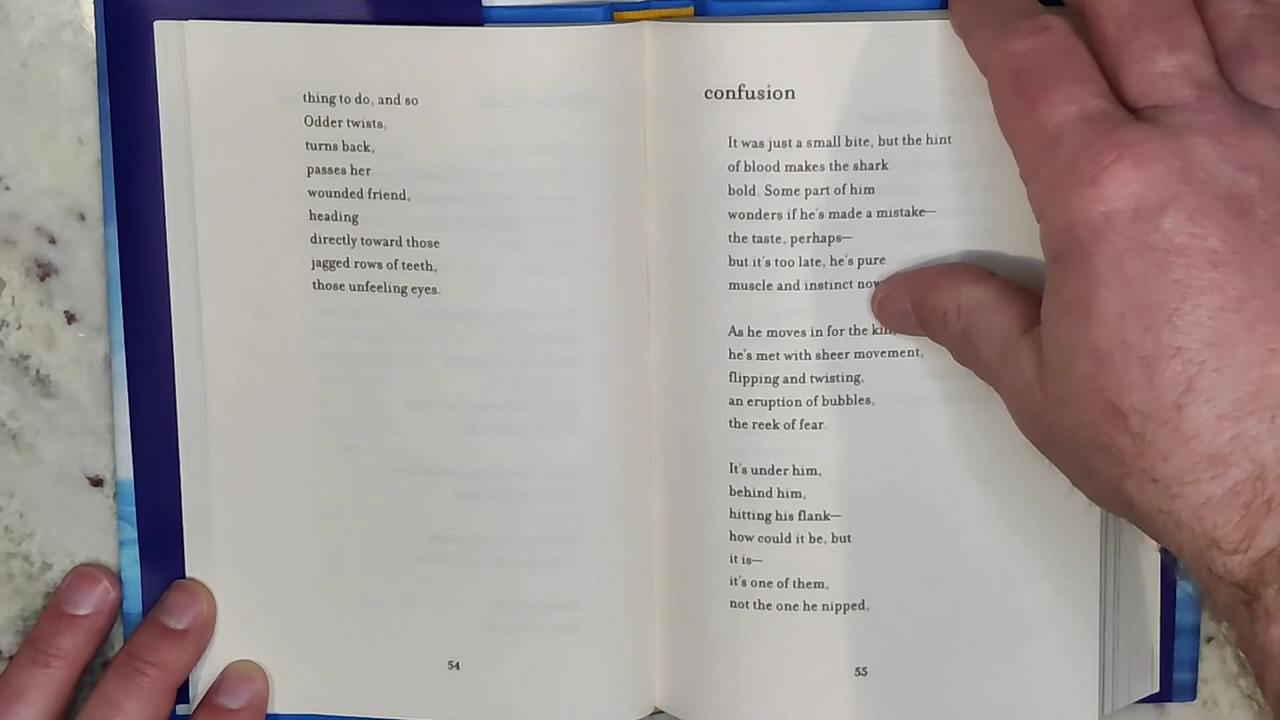 thing to do, and so
Odder twists,
turns back,
passes her
wounded friend,
heading
directly toward those
jagged rows of teeth,
those unfeeling eyes.
54
confusion
It was just a small bite, but the hint
of blood makes the shark
bold. Some part of him
wonders if he's made a mistake—
the taste, perhaps—
but it's too late, he's pure
muscle and instinct now
As he moves in for the kill,
he's met with sheer movement,
flipping and twisting,
an eruption of bubbles,
the reek of fear.
It's under him,
behind him,
hitting his flank—
how could it be, but
it is—
it's one of them,
not the one he nipped,
55